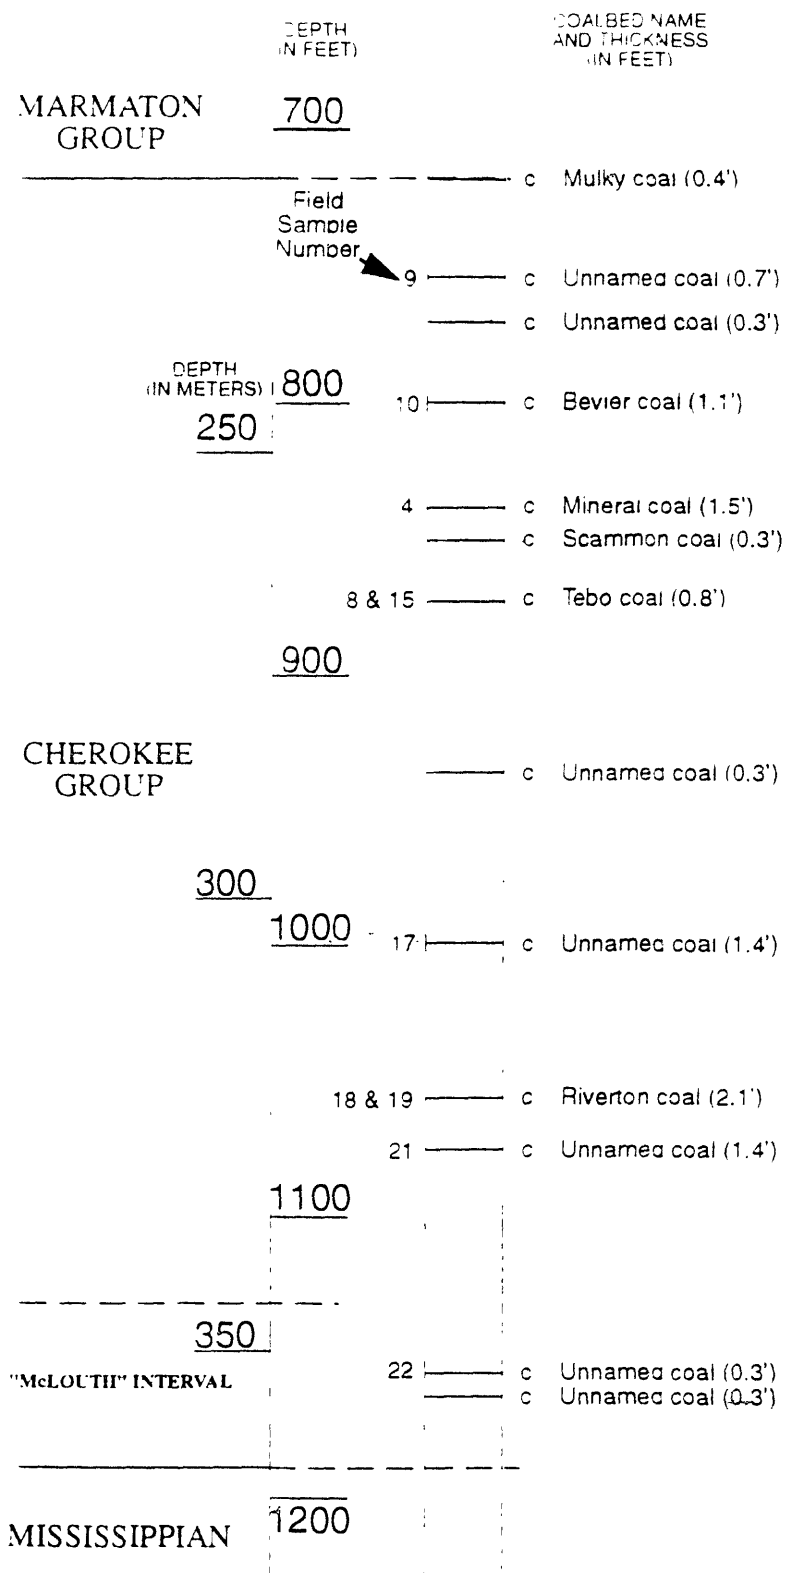 DEPTH
(IN FEET)
COALBED NAME
AND THICKNESS
(IN FEET)
MARMATON
GROUP
700
c Mulky coal (0.4')
Field
Sample
Number
9 c Unnamed coal (0.7')
c Unnamed coal (0.3')
DEPTH
(IN METERS)
800
10 c Bevier coal (1.1')
250
4 c Mineral coal (1.5')
c Scammon coal (0.3')
8 & 15 c Tebo coal (0.8')
900
CHEROKEE
GROUP
c Unnamed coal (0.3')
300
1000
17 c Unnamed coal (1.4')
18 & 19 c Riverton coal (2.1')
21 c Unnamed coal (1.4')
1100
350
"McLOUTH" INTERVAL
22 c Unnamed coal (0.3')
c Unnamed coal (0.3')
MISSISSIPPIAN
1200